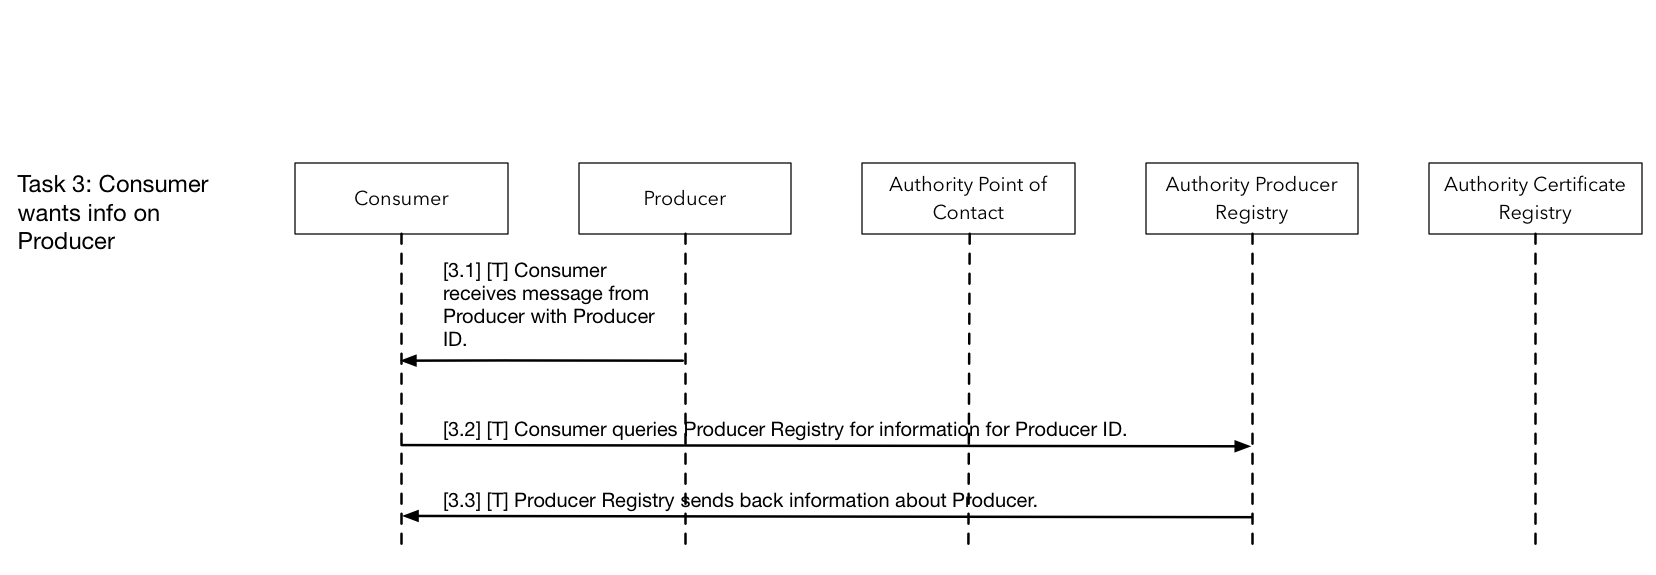 Task 3: Consumer
wants info on
Producer
Consumer
Producer
Authority Point of
Contact
Authority Producer
Registry
Authority Certificate
Registry
[3.1] [T] Consumer
receives message from
Producer with Producer
ID.
[3.2] [T] Consumer queries Producer Registry for information for Producer ID.
[3.3] [T] Producer Registry sends back information about Producer.